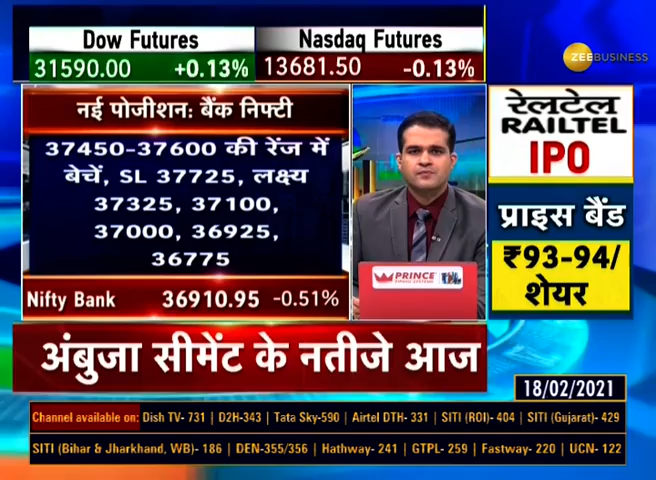 Dow Futures
31590.00 +0.13%
Nasdaq Futures
13681.50 -0.13%
ZEE BUSINESS
नई पोजीशन: बैंक निफ्टी
37450-37600 की रेंज में
बेचें, SL 37725, लक्ष्य
37325, 37100,
37000, 36925,
36775
Nifty Bank 36910.95 -0.51%
PRINCE
PIPING SYSTEMS
रेलटेल
RAILTEL
IPO
प्राइस बैंड
₹93-94/
शेयर
अंबुजा सीमेंट के नतीजे आज
18/02/2021
Channel available on: Dish TV- 731 | D2H-343 | Tata Sky-590 | Airtel DTH- 331 | SITI (ROI)- 404 | SITI (Gujarat)- 429
SITI (Bihar & Jharkhand, WB)- 186 | DEN-355/356 | Hathway- 241 | GTPL- 259 | Fastway- 220 | UCN- 122